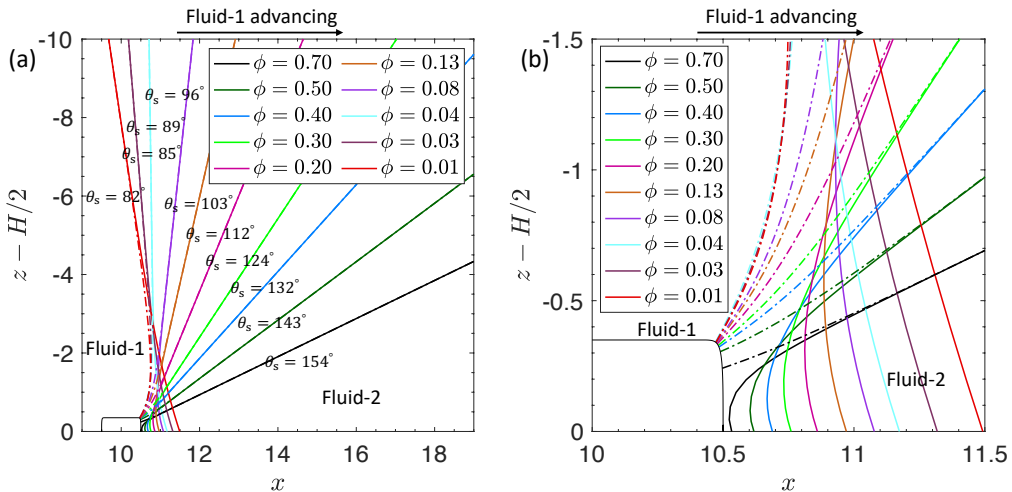 Fluid-1 advancing
(a)
-10
-8
-6
-4
-2
0
z − H/2
10
12
14
16
18
x
ϕ = 0.70
ϕ = 0.50
ϕ = 0.40
ϕ = 0.30
ϕ = 0.20
ϕ = 0.13
ϕ = 0.08
ϕ = 0.04
ϕ = 0.03
ϕ = 0.01
θs = 96°
θs = 89°
θs = 85°
θs = 82°
θs = 103°
θs = 112°
θs = 124°
θs = 132°
θs = 143°
θs = 154°
Fluid-1
Fluid-2
Fluid-1 advancing
(b)
-1.5
-1
-0.5
0
z − H/2
10
10.5
11
11.5
x
ϕ = 0.70
ϕ = 0.50
ϕ = 0.40
ϕ = 0.30
ϕ = 0.20
ϕ = 0.13
ϕ = 0.08
ϕ = 0.04
ϕ = 0.03
ϕ = 0.01
Fluid-1
Fluid-2